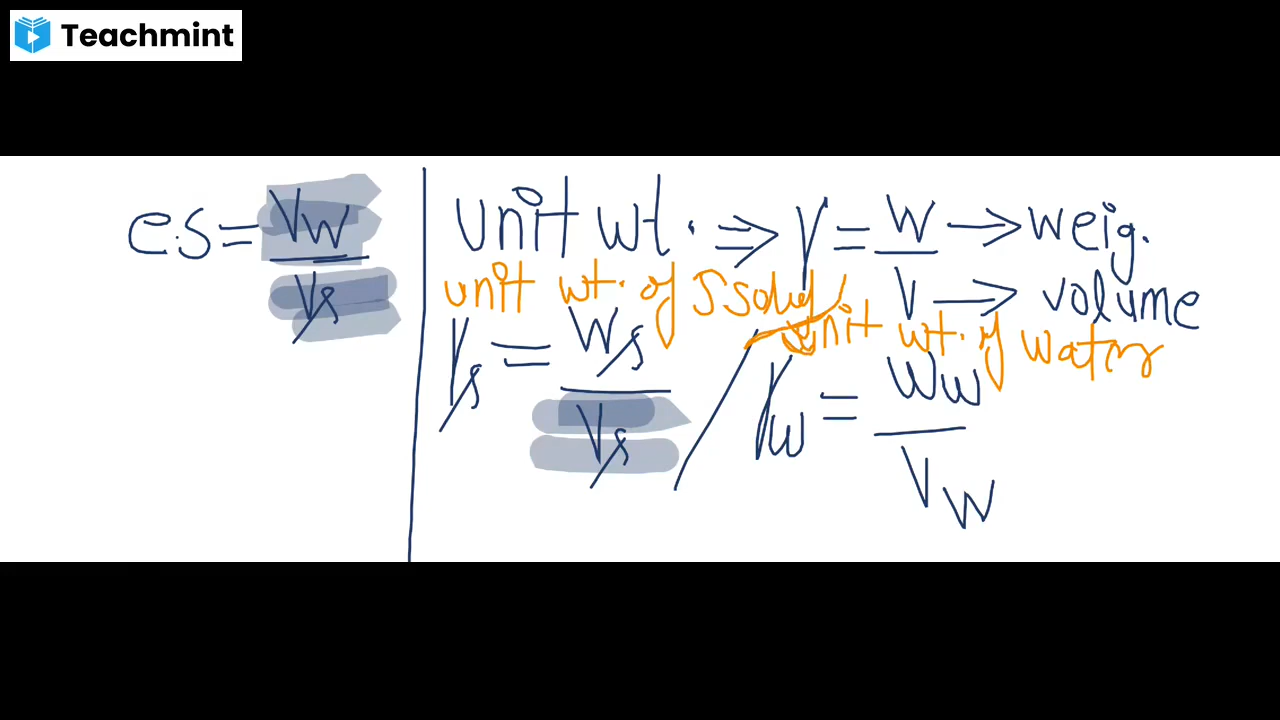 Teachmint
e.s = Vw / Vs
unit wt. ⇒ γ = W → weig.
V → volume
unit wt. of Ssolid /
unit wt. of water
γs = Ws / Vs
γw = Ww / Vw